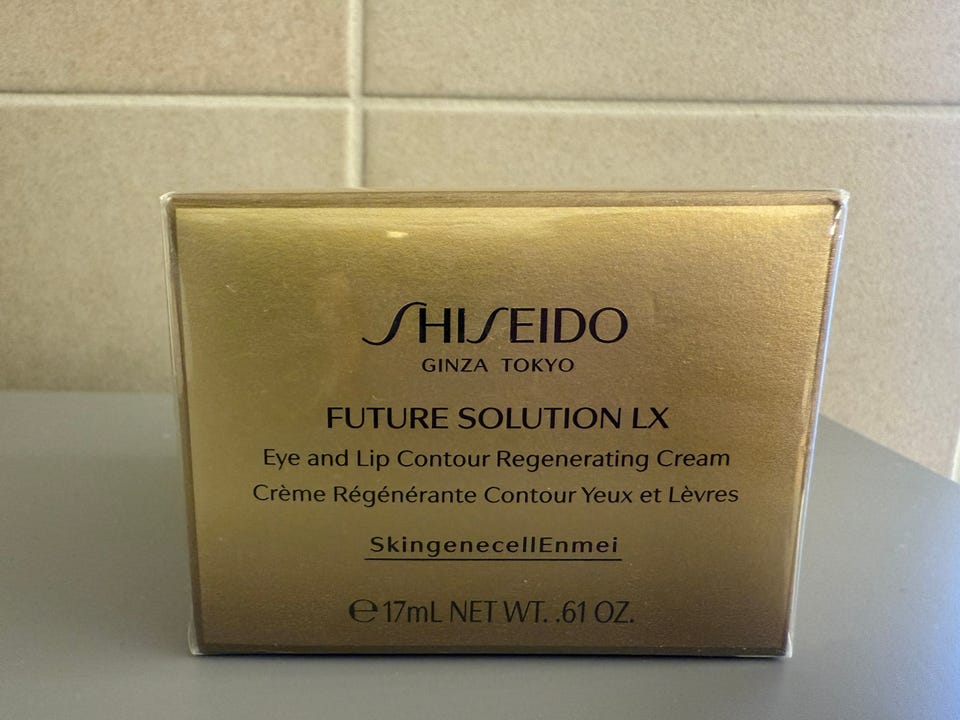 SHISEIDO
GINZA TOKYO
FUTURE SOLUTION LX
Eye and Lip Contour Regenerating Cream
Crème Régénérante Contour Yeux et Lèvres
SkingenecellEnmei
℮17mL NET WT. .61 OZ.